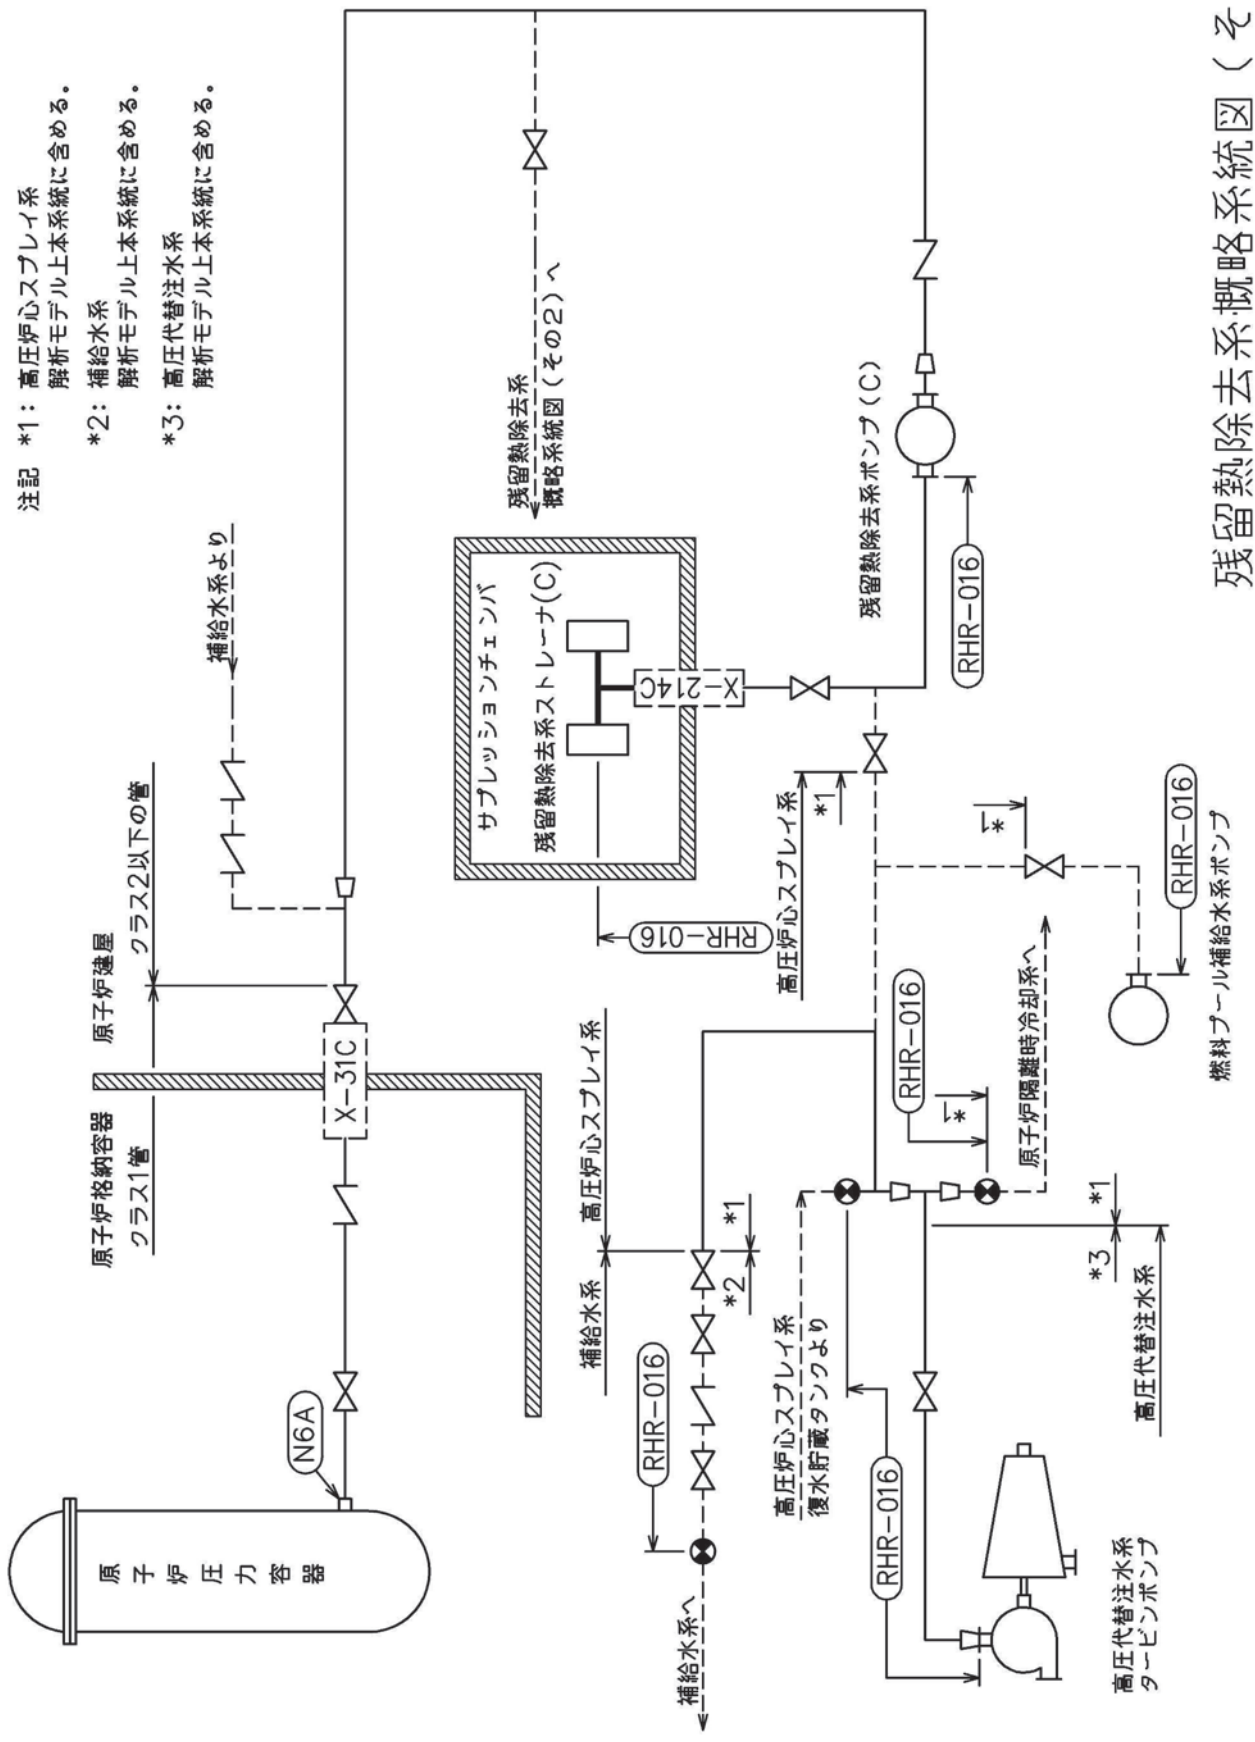 注記 *1：高圧炉心スプレイ系
解析モデル上本系統に含める。
*2：補給水系
解析モデル上本系統に含める。
*3：高圧代替注水系
解析モデル上本系統に含める。
原子炉圧力容器
N6A
原子炉格納容器
クラス1管
X-31C
原子炉建屋
クラス2以下の管
補給水系より
残留熱除去系
概略系統図（その2）へ
サプレッションチェンバ
残留熱除去系ストレーナ(C)
X-214C
RHR-016
残留熱除去系ポンプ(C)
RHR-016
補給水系
高圧炉心スプレイ系
*2
*1
RHR-016
補給水系へ
高圧炉心スプレイ系
*1
高圧炉心スプレイ系
復水貯蔵タンクより
RHR-016
RHR-016
*1
原子炉隔離時冷却系へ
*1
RHR-016
燃料プール補給水系ポンプ
*3
*1
高圧代替注水系
高圧代替注水系
タービンポンプ
残留熱除去系概略系統図（そ